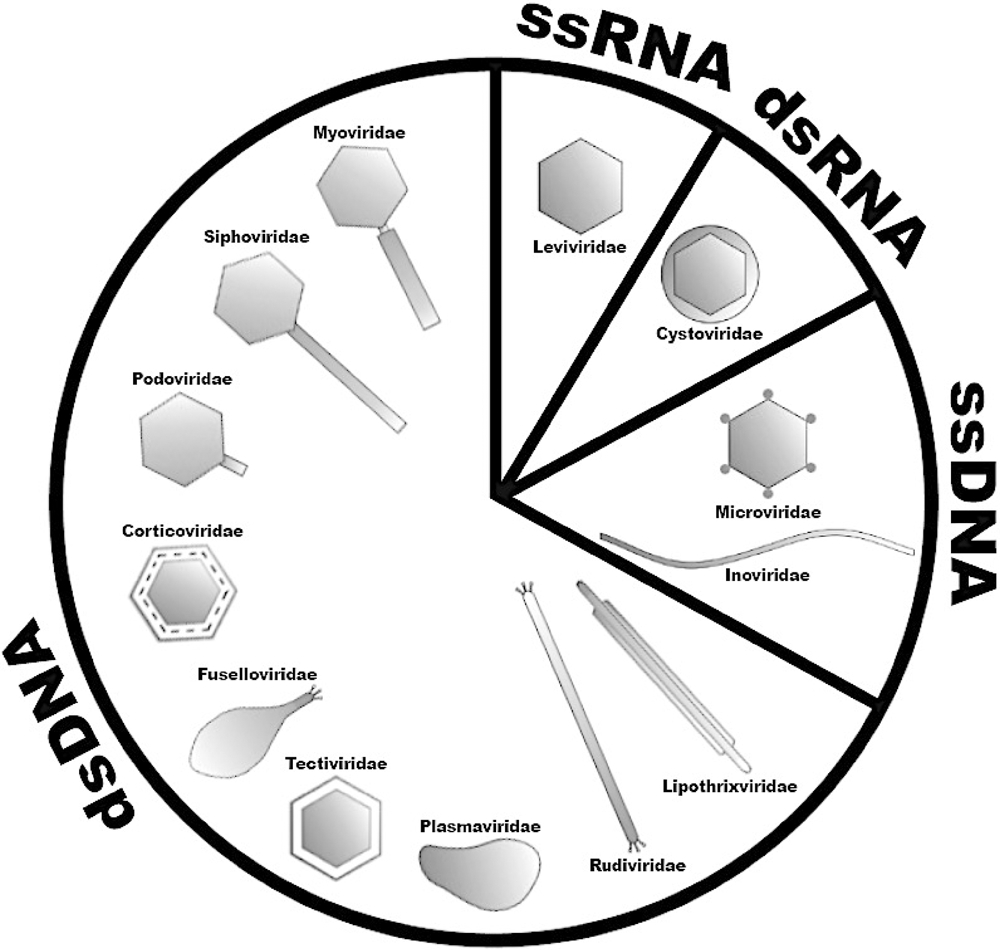 ssRNA
dsRNA
Myoviridae
Siphoviridae
Leviviridae
Cystoviridae
Podoviridae
ssDNA
Microviridae
Corticoviridae
Inoviridae
dsDNA
Fuselloviridae
Tectiviridae
Lipothrixviridae
Plasmaviridae
Rudiviridae